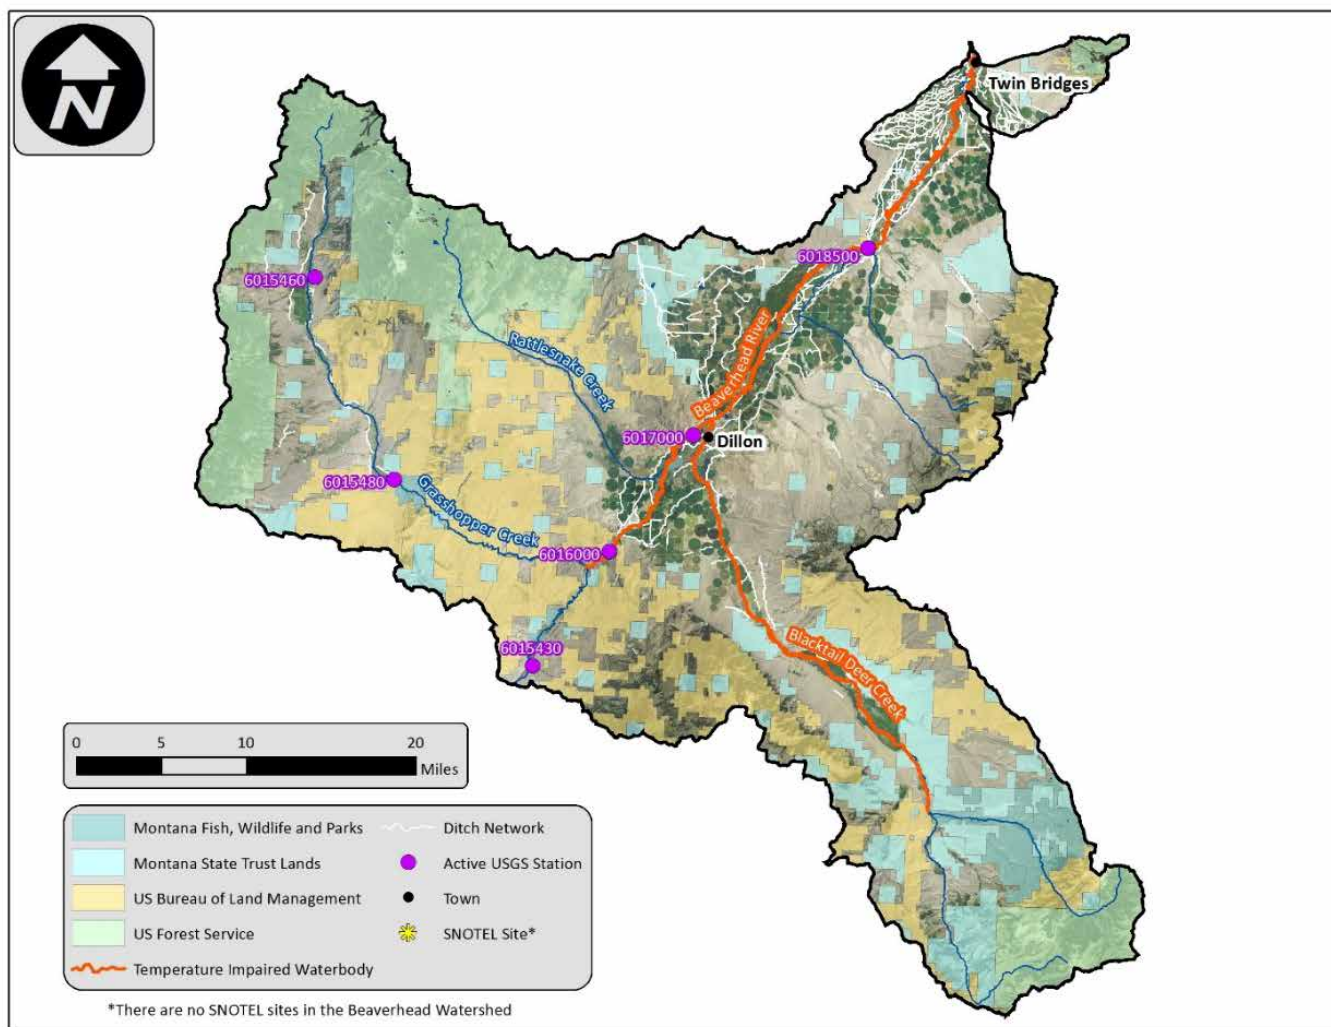 N
Twin Bridges
6018500
6015460
Rattlesnake Creek
Beaverhead River
6017000
Dillon
6015480
Grasshopper Creek
6016000
6015430
Blacktail Deer Creek
0 5 10 20
Miles
Montana Fish, Wildlife and Parks
Ditch Network
Montana State Trust Lands
Active USGS Station
US Bureau of Land Management
Town
US Forest Service
SNOTEL Site*
Temperature Impaired Waterbody
*There are no SNOTEL sites in the Beaverhead Watershed